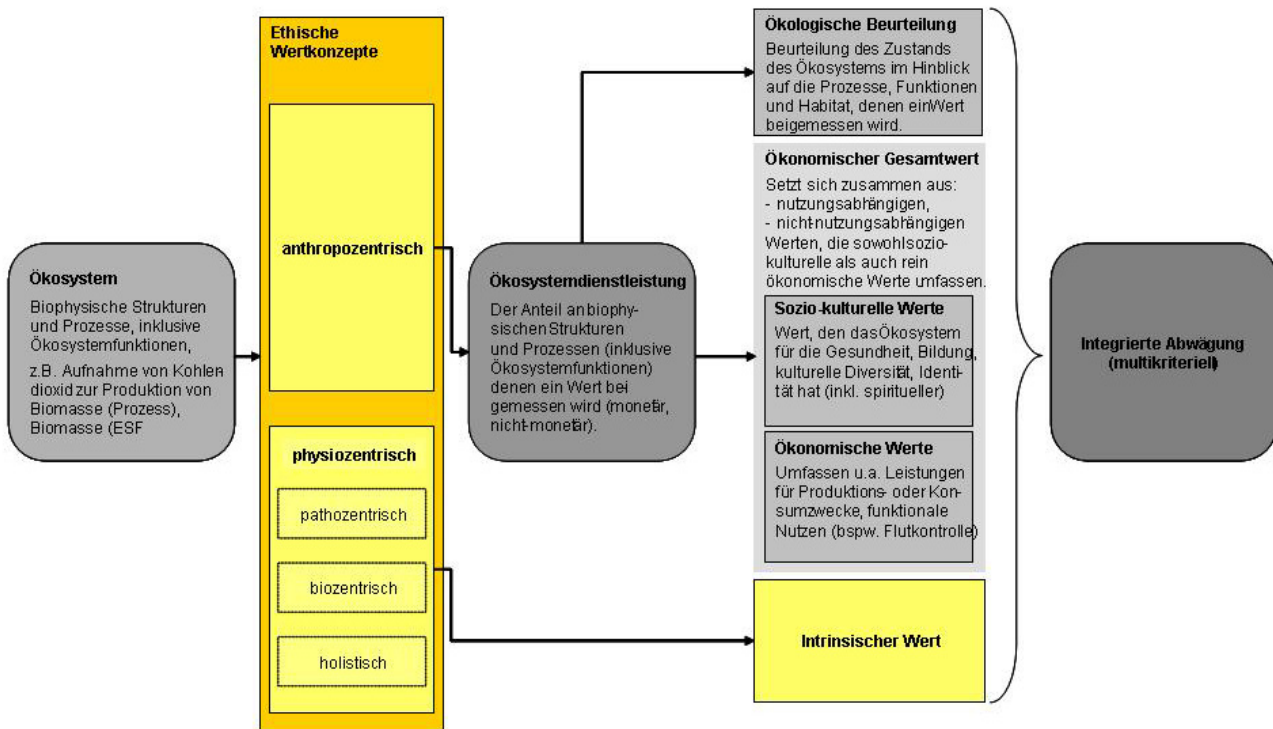 Ökosystem
Biophysische Strukturen
und Prozesse, inklusive
Ökosystemfunktionen,
z.B. Aufnahme von Kohlen
dioxid zur Produktion von
Biomasse (Prozess),
Biomasse (ESF
Ethische
Wertkonzepte
anthropozentrisch
physiozentrisch
pathozentrisch
biozentrisch
holistisch
Ökosystemdienstleistung
Der Anteil an biophy-
sischen Strukturen
und Prozessen (inklusive
Ökosystemfunktionen)
denen ein Wert bei
gemessen wird (monetär,
nicht-monetär).
Ökologische Beurteilung
Beurteilung des Zustands
des Ökosystems im Hinblick
auf die Prozesse, Funktionen
und Habitat, denen ein Wert
beigemessen wird.
Ökonomischer Gesamtwert
Setzt sich zusammen aus:
- nutzungsabhängigen,
- nicht-nutzungsabhängigen
Werten, die sowohl sozio-
kulturelle als auch rein
ökonomische Werte umfassen.
Sozio-kulturelle Werte
Wert, den das Ökosystem
für die Gesundheit, Bildung,
kulturelle Diversität, Identi-
tät hat (inkl. spiritueller)
Ökonomische Werte
Umfassen u.a. Leistungen
für Produktions- oder Kon-
sumzwecke, funktionale
Nutzen (bspw. Flutkontrolle)
Intrinsischer Wert
Integrierte Abwägung
(multikriteriell)